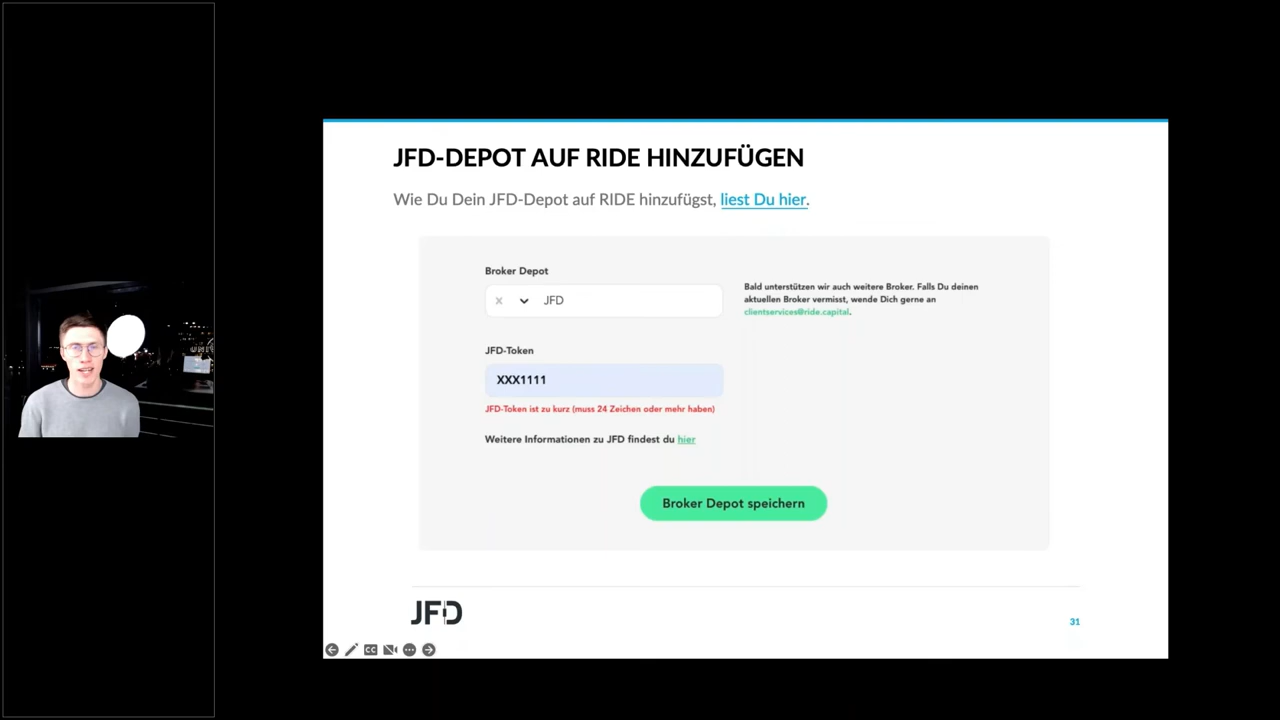 JFD-DEPOT AUF RIDE HINZUFÜGEN
Wie Du Dein JFD-Depot auf RIDE hinzufügst, liest Du hier.
Broker Depot
JFD
Bald unterstützen wir auch weitere Broker. Falls Du deinen
aktuellen Broker vermisst, wende Dich gerne an
clientservices@ride.capital.
JFD-Token
XXX1111
JFD-Token ist zu kurz (muss 24 Zeichen oder mehr haben)
Weitere Informationen zu JFD findest du hier
Broker Depot speichern
JFD
31
CC